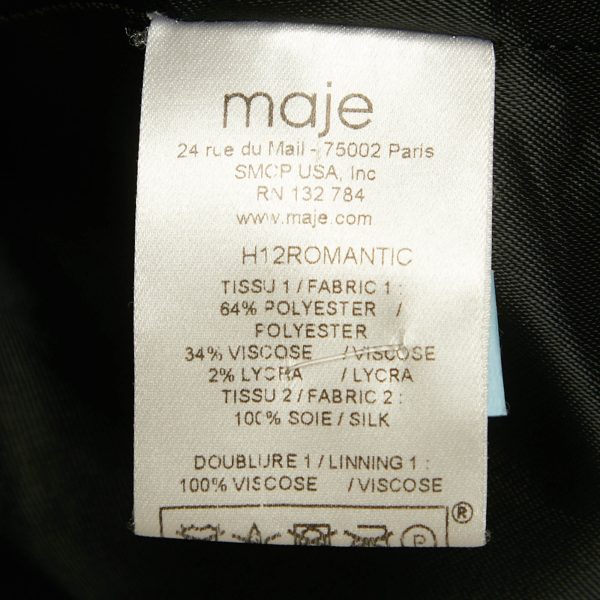 maje
24 rue du Mail - 75002 Paris
SMCP USA, Inc
RN 132 784
www.maje.com
H12ROMANTIC
TISSU 1 / FABRIC 1 :
64% POLYESTER /
POLYESTER
34% VISCOSE / VISCOSE
2% LYCRA / LYCRA
TISSU 2 / FABRIC 2 :
100% SOIE / SILK
DOUBLURE 1 / LINNING 1 :
100% VISCOSE / VISCOSE
®
P